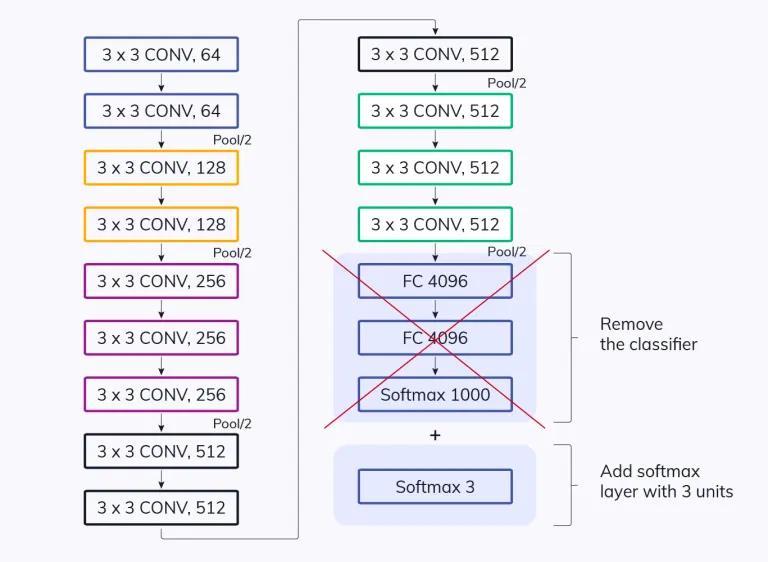 3 x 3 CONV, 64
3 x 3 CONV, 64
Pool/2
3 x 3 CONV, 128
3 x 3 CONV, 128
Pool/2
3 x 3 CONV, 256
3 x 3 CONV, 256
3 x 3 CONV, 256
Pool/2
3 x 3 CONV, 512
3 x 3 CONV, 512
3 x 3 CONV, 512
Pool/2
3 x 3 CONV, 512
3 x 3 CONV, 512
3 x 3 CONV, 512
Pool/2
FC 4096
FC 4096
Softmax 1000
Remove
the classifier
+
Softmax 3
Add softmax
layer with 3 units